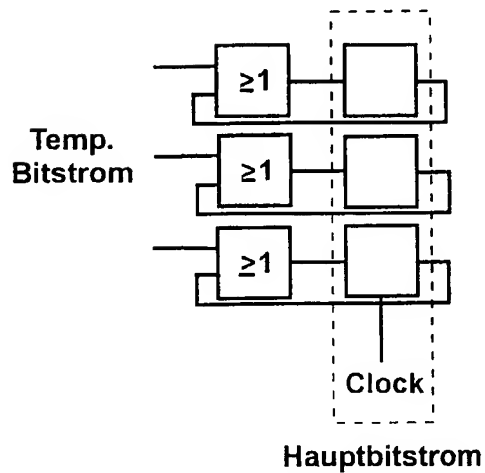 ≥1
Temp.
Bitstrom
≥1
≥1
Clock
Hauptbitstrom